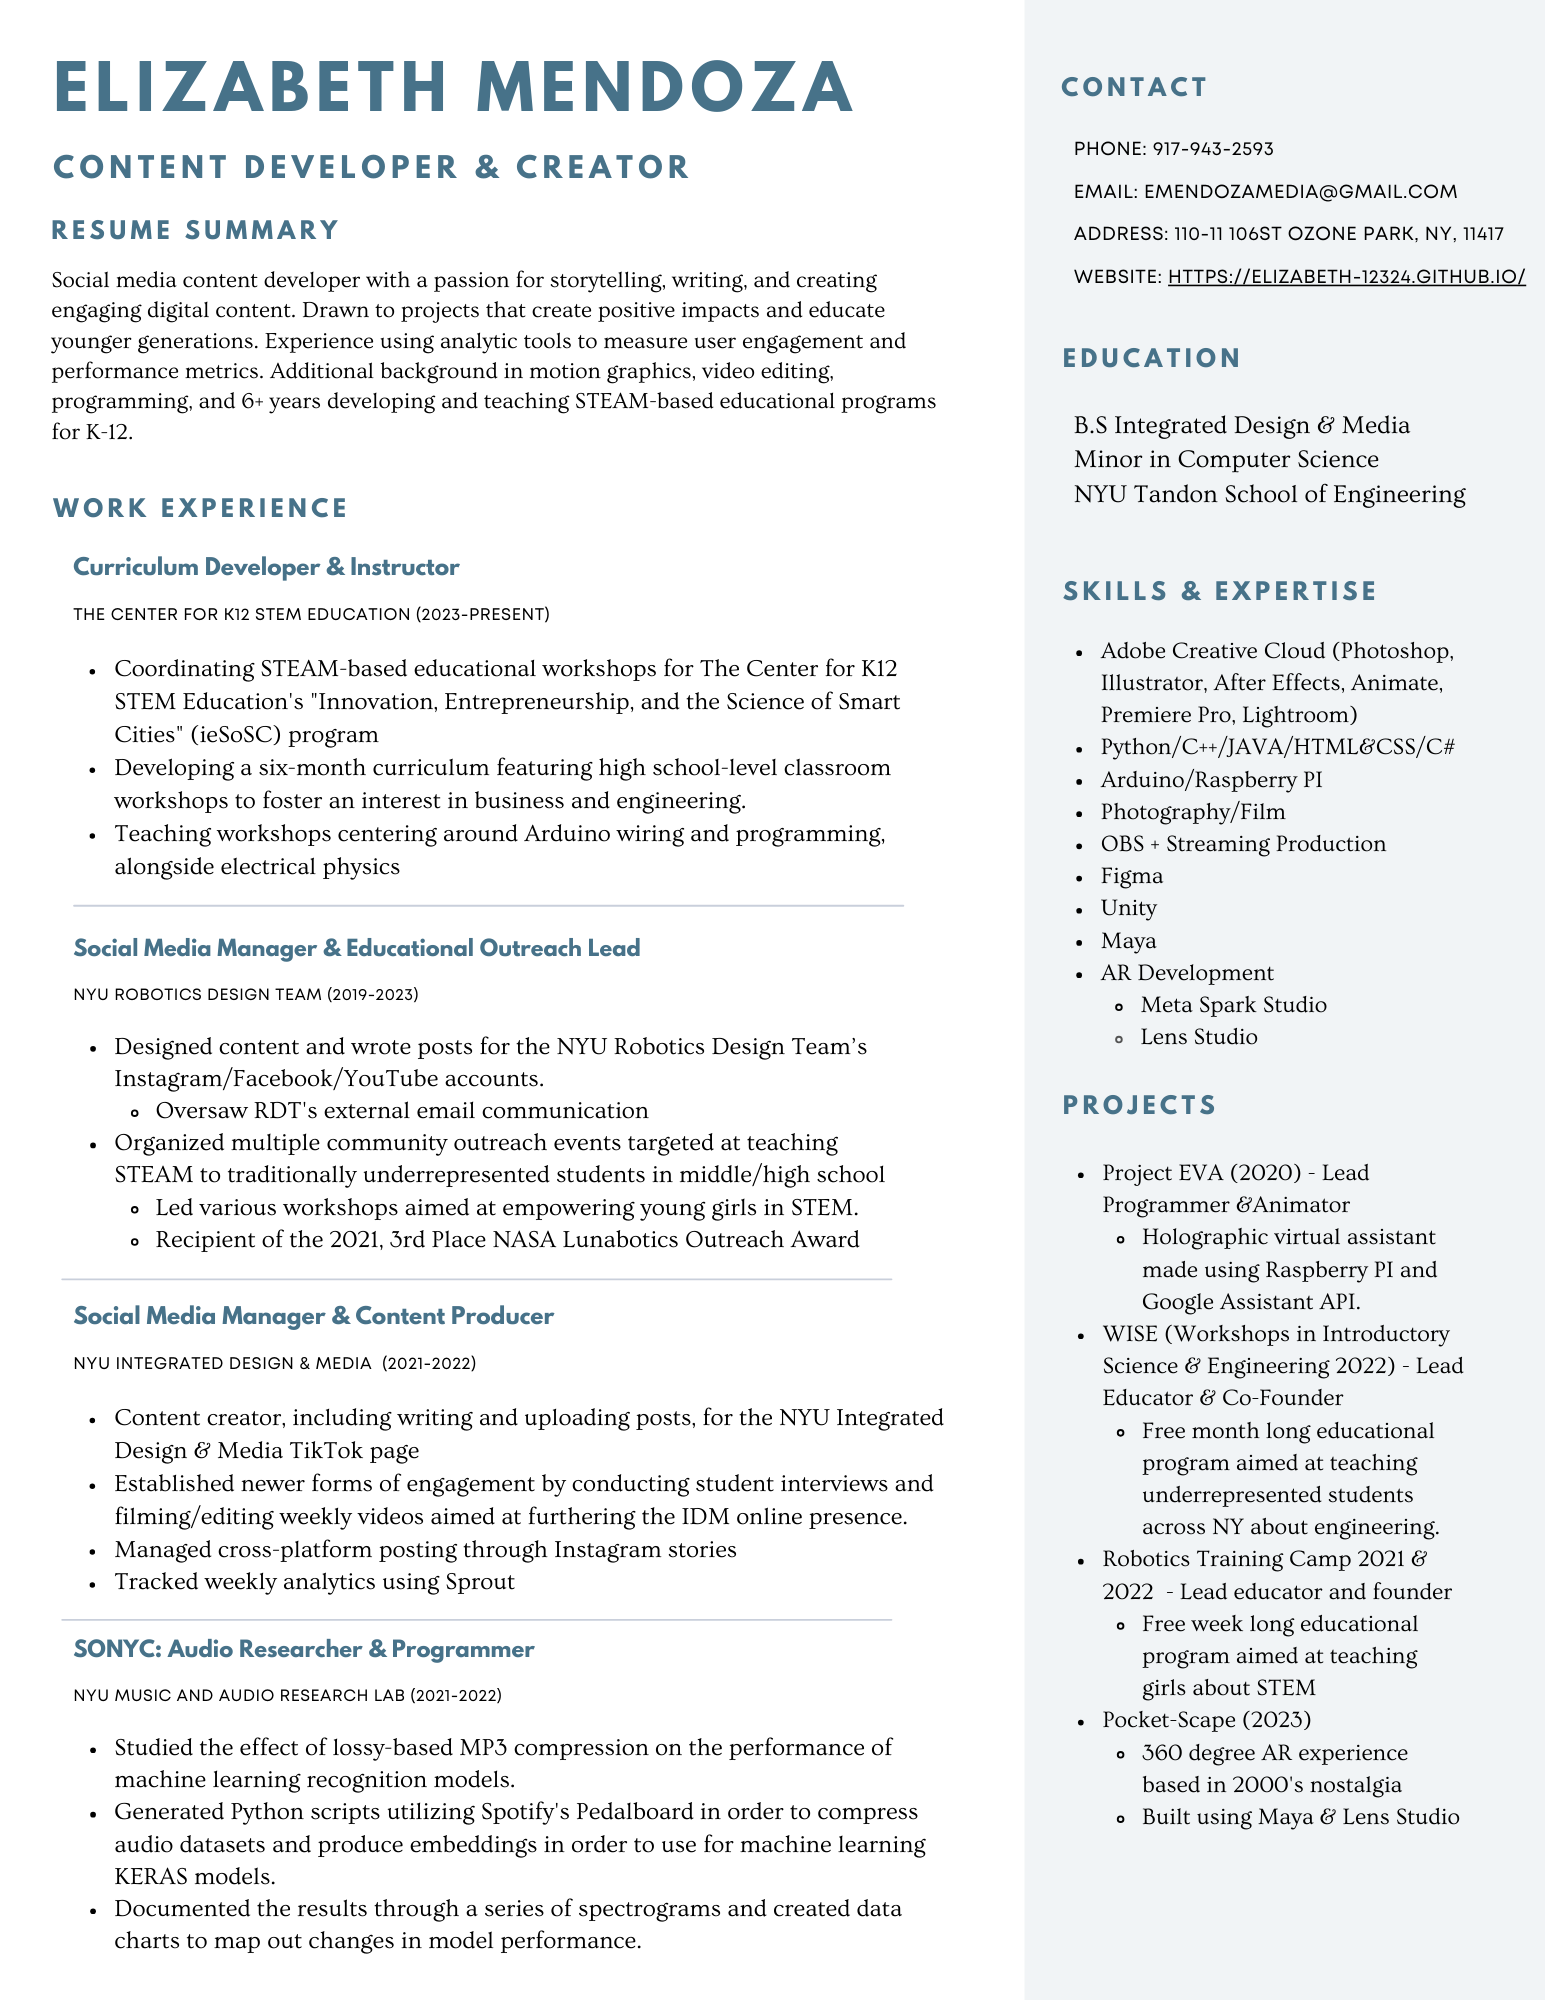 ELIZABETH MENDOZA
CONTENT DEVELOPER & CREATOR
RESUME SUMMARY
Social media content developer with a passion for storytelling, writing, and creating
engaging digital content. Drawn to projects that create positive impacts and educate
younger generations. Experience using analytic tools to measure user engagement and
performance metrics. Additional background in motion graphics, video editing,
programming, and 6+ years developing and teaching STEAM-based educational programs
for K-12.
WORK EXPERIENCE
Curriculum Developer & Instructor
THE CENTER FOR K12 STEM EDUCATION (2023-PRESENT)
• Coordinating STEAM-based educational workshops for The Center for K12
STEM Education's "Innovation, Entrepreneurship, and the Science of Smart
Cities" (ieSoSC) program
• Developing a six-month curriculum featuring high school-level classroom
workshops to foster an interest in business and engineering.
• Teaching workshops centering around Arduino wiring and programming,
alongside electrical physics
Social Media Manager & Educational Outreach Lead
NYU ROBOTICS DESIGN TEAM (2019-2023)
• Designed content and wrote posts for the NYU Robotics Design Team’s
Instagram/Facebook/YouTube accounts.
◦ Oversaw RDT's external email communication
• Organized multiple community outreach events targeted at teaching
STEAM to traditionally underrepresented students in middle/high school
◦ Led various workshops aimed at empowering young girls in STEM.
◦ Recipient of the 2021, 3rd Place NASA Lunabotics Outreach Award
Social Media Manager & Content Producer
NYU INTEGRATED DESIGN & MEDIA (2021-2022)
• Content creator, including writing and uploading posts, for the NYU Integrated
Design & Media TikTok page
• Established newer forms of engagement by conducting student interviews and
filming/editing weekly videos aimed at furthering the IDM online presence.
• Managed cross-platform posting through Instagram stories
• Tracked weekly analytics using Sprout
SONYC: Audio Researcher & Programmer
NYU MUSIC AND AUDIO RESEARCH LAB (2021-2022)
• Studied the effect of lossy-based MP3 compression on the performance of
machine learning recognition models.
• Generated Python scripts utilizing Spotify's Pedalboard in order to compress
audio datasets and produce embeddings in order to use for machine learning
KERAS models.
• Documented the results through a series of spectrograms and created data
charts to map out changes in model performance.
CONTACT
PHONE: 917-943-2593
EMAIL: EMENDOZAMEDIA@GMAIL.COM
ADDRESS: 110-11 106ST OZONE PARK, NY, 11417
WEBSITE: HTTPS://ELIZABETH-12324.GITHUB.IO/
EDUCATION
B.S Integrated Design & Media
Minor in Computer Science
NYU Tandon School of Engineering
SKILLS & EXPERTISE
• Adobe Creative Cloud (Photoshop,
Illustrator, After Effects, Animate,
Premiere Pro, Lightroom)
• Python/C++/JAVA/HTML&CSS/C#
• Arduino/Raspberry PI
• Photography/Film
• OBS + Streaming Production
• Figma
• Unity
• Maya
• AR Development
◦ Meta Spark Studio
◦ Lens Studio
PROJECTS
• Project EVA (2020) - Lead
Programmer &Animator
◦ Holographic virtual assistant
made using Raspberry PI and
Google Assistant API.
• WISE (Workshops in Introductory
Science & Engineering 2022) - Lead
Educator & Co-Founder
◦ Free month long educational
program aimed at teaching
underrepresented students
across NY about engineering.
• Robotics Training Camp 2021 &
2022 - Lead educator and founder
◦ Free week long educational
program aimed at teaching
girls about STEM
• Pocket-Scape (2023)
◦ 360 degree AR experience
based in 2000's nostalgia
◦ Built using Maya & Lens Studio